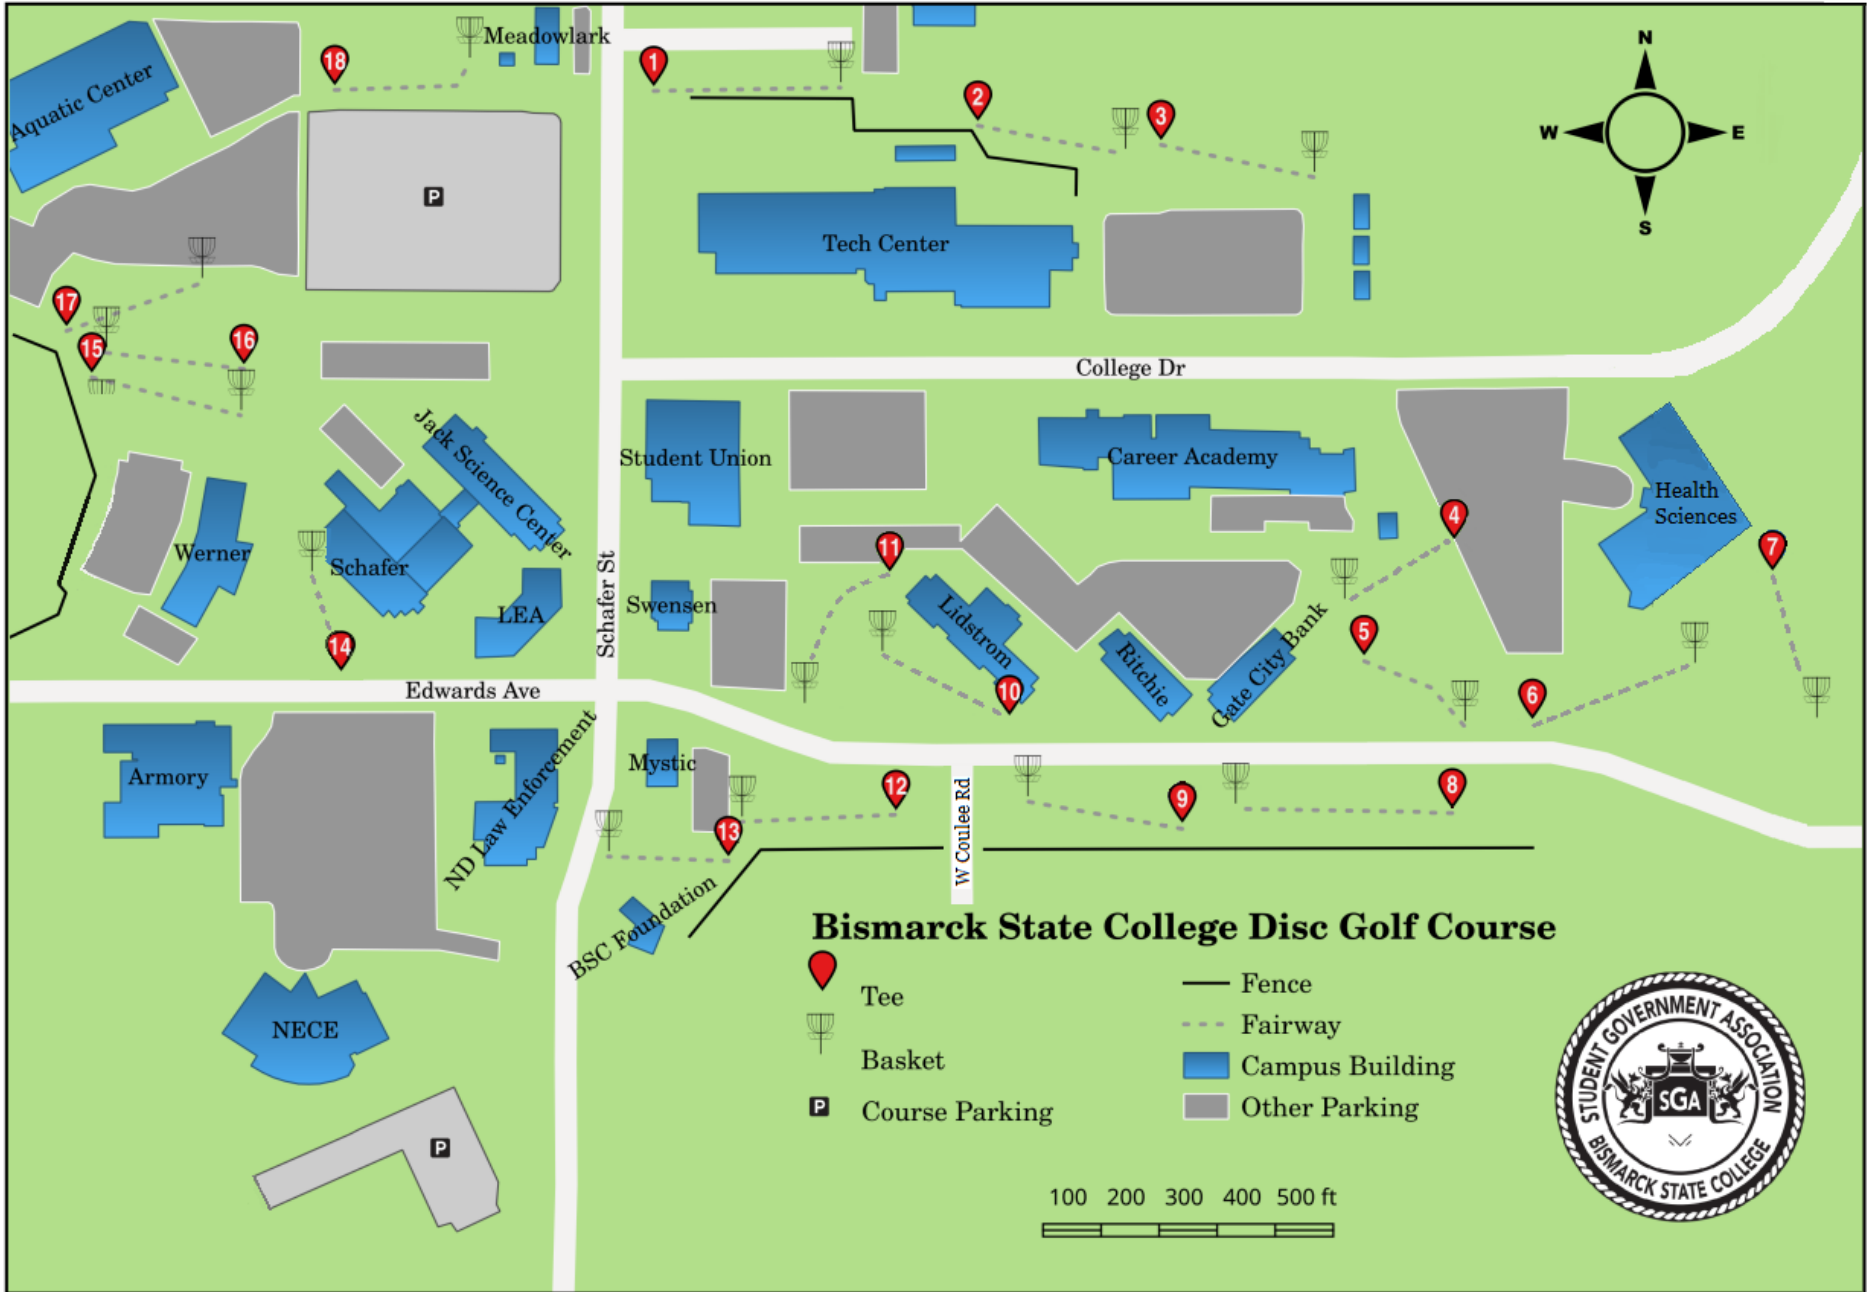 Meadowlark
18
1
N
2
Aquatic Center
3
W
E
P
S
Tech Center
17
16
15
College Dr
Jack Science Center
Student Union
Career Academy
Health
Sciences
4
11
7
Werner
Schafer
Schafer St
Swensen
LEA
Lidstrom
Gate City Bank
5
14
Ritchie
10
6
Edwards Ave
Armory
ND Law Enforcement
Mystic
12
9
8
13
W Coulee Rd
BSC Foundation
Bismarck State College Disc Golf Course
Tee
Fence
Fairway
Basket
Campus Building
P Course Parking
Other Parking
NECE
P
100 200 300 400 500 ft
STUDENT GOVERNMENT ASSOCIATION
SGA
BISMARCK STATE COLLEGE